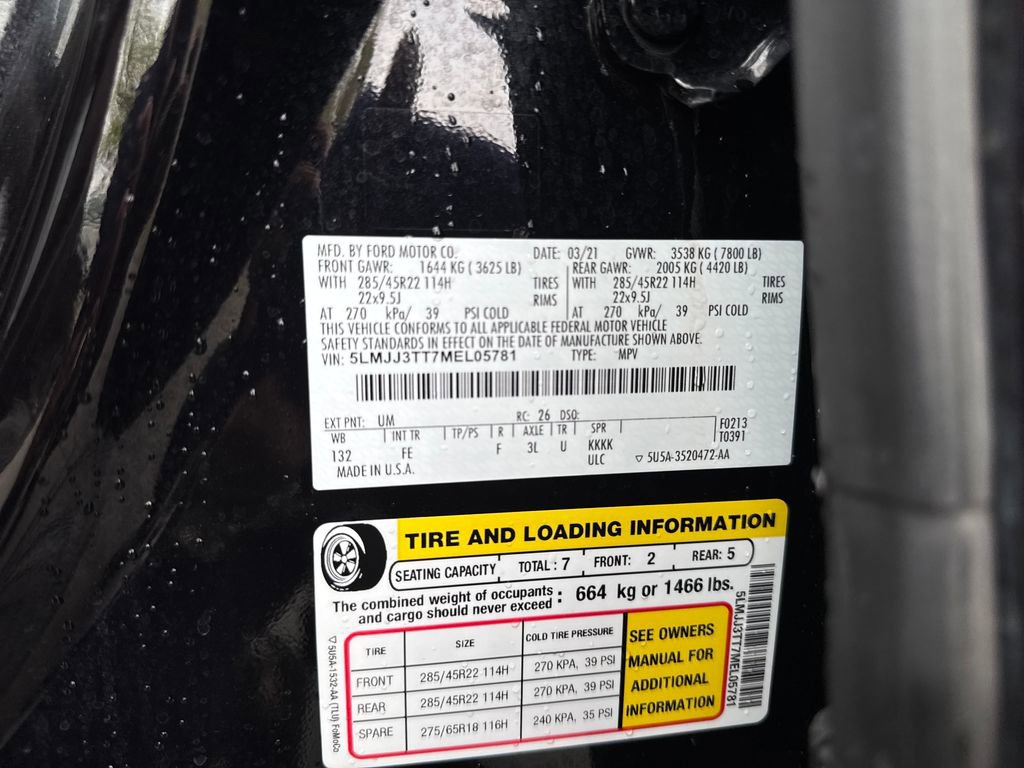 MFD. BY FORD MOTOR CO. DATE: 03/21 GVWR: 3538 KG ( 7800 LB)
FRONT GAWR: 1644 KG ( 3625 LB) REAR GAWR: 2005 KG ( 4420 LB)
WITH 285/45R22 114H TIRES WITH 285/45R22 114H TIRES
22x9.5J RIMS 22x9.5J RIMS
AT 270 kPa/ 39 PSI COLD AT 270 kPa/ 39 PSI COLD
THIS VEHICLE CONFORMS TO ALL APPLICABLE FEDERAL MOTOR VEHICLE
SAFETY STANDARDS IN EFFECT ON THE DATE OF MANUFACTURE SHOWN ABOVE.
VIN: 5LMJJ3TT7MEL05781 TYPE: MPV
EXT PNT: UM RC: 26 DSO: F0213
WB INT TR TP/PS R AXLE TR SPR T0391
132 FE F 3L U KKKK
ULC
MADE IN U.S.A. 5U5A-3520472-AA
TIRE AND LOADING INFORMATION
SEATING CAPACITY TOTAL : 7 FRONT: 2 REAR: 5
The combined weight of occupants and cargo should never exceed : 664 kg or 1466 lbs.
TIRE SIZE COLD TIRE PRESSURE
FRONT 285/45R22 114H 270 KPA, 39 PSI
REAR 285/45R22 114H 270 KPA, 39 PSI
SPARE 275/65R18 116H 240 KPA, 35 PSI
SEE OWNERS
MANUAL FOR
ADDITIONAL
INFORMATION
5LMJJ3TT7MEL05781
5U5A-1532-AA (1LU) FoMoCo